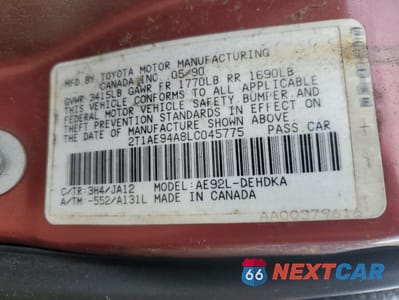 MFD BY TOYOTA MOTOR MANUFACTURING
CANADA INC. 05/90
GVWR 3415LB GAWR FR 1770LB RR 1690LB
THIS VEHICLE CONFORMS TO ALL APPLICABLE
FEDERAL MOTOR VEHICLE SAFETY, BUMPER AND
THEFT PREVENTION STANDARDS IN EFFECT ON
THE DATE OF MANUFACTURE SHOWN ABOVE.
2T1AE94A8LC045775 PASS CAR
C/TR: 3H4/JA12 MODEL: AE92L-DEHDKA
A/TM: -552/A131L MADE IN CANADA
66 NEXTCAR